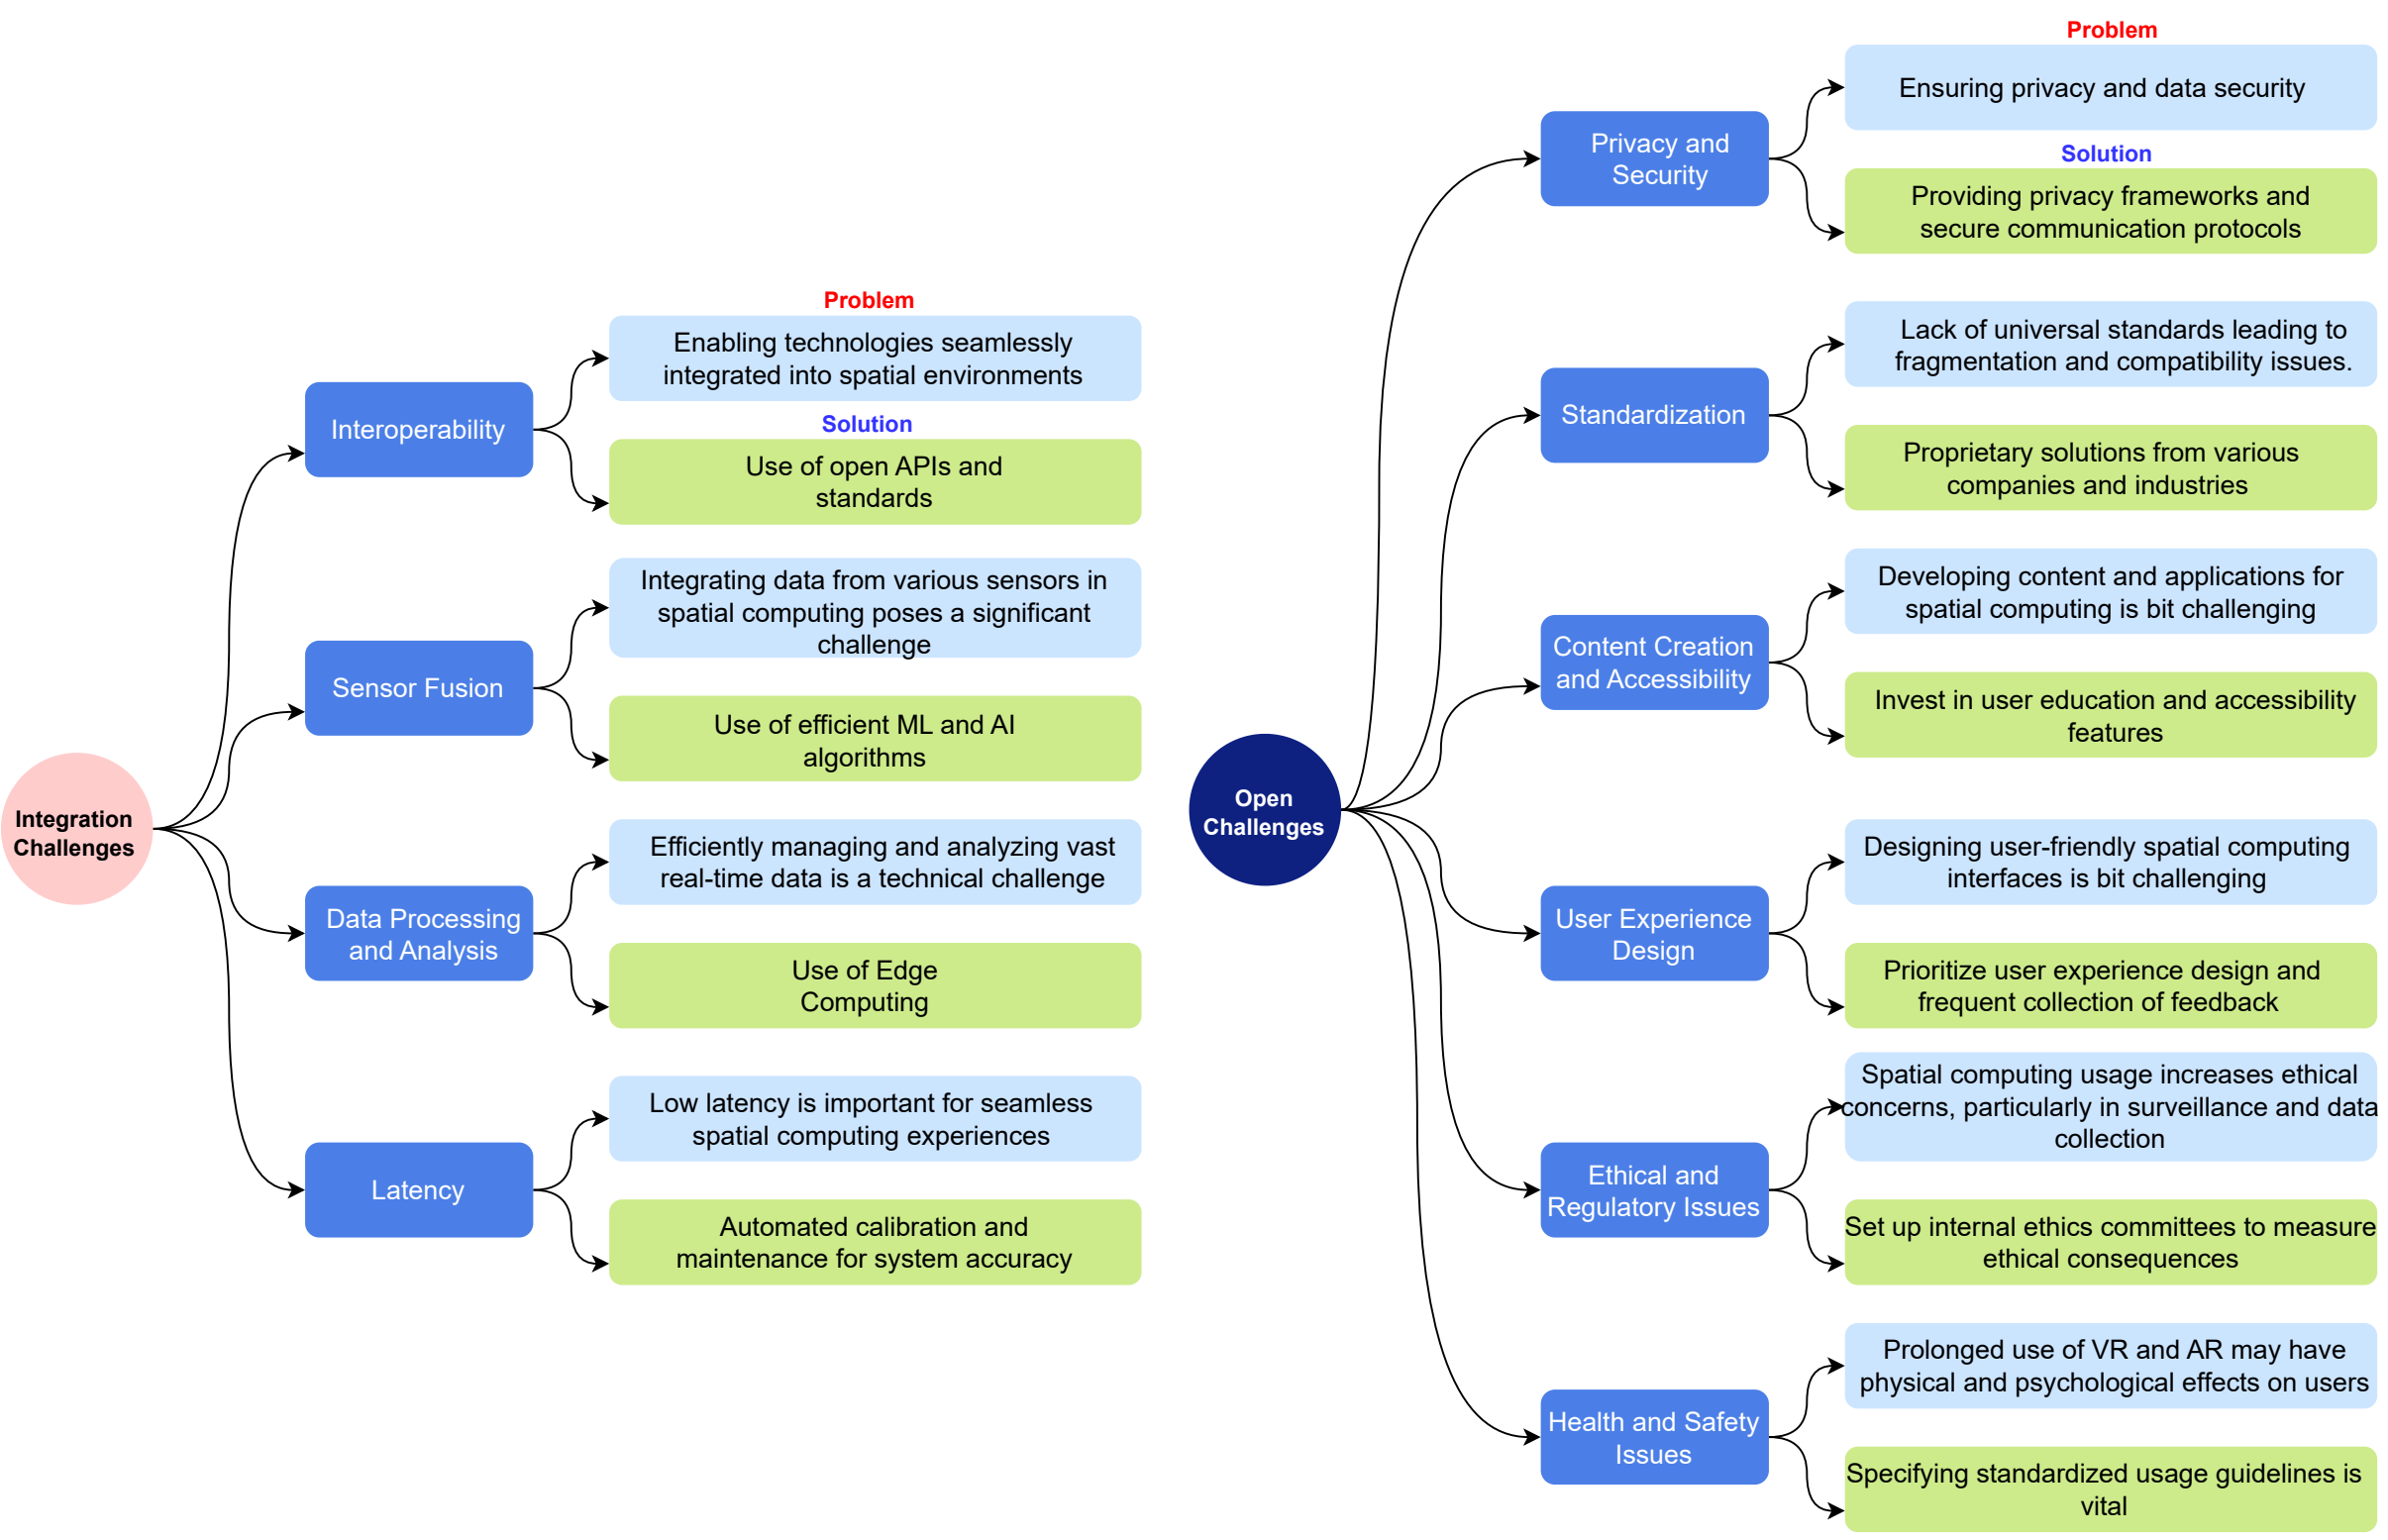 Integration
Challenges
Interoperability
Problem
Enabling technologies seamlessly
integrated into spatial environments
Solution
Use of open APIs and
standards
Sensor Fusion
Integrating data from various sensors in
spatial computing poses a significant
challenge
Use of efficient ML and AI
algorithms
Data Processing
and Analysis
Efficiently managing and analyzing vast
real-time data is a technical challenge
Use of Edge
Computing
Latency
Low latency is important for seamless
spatial computing experiences
Automated calibration and
maintenance for system accuracy
Open
Challenges
Privacy and
Security
Problem
Ensuring privacy and data security
Solution
Providing privacy frameworks and
secure communication protocols
Standardization
Lack of universal standards leading to
fragmentation and compatibility issues.
Proprietary solutions from various
companies and industries
Content Creation
and Accessibility
Developing content and applications for
spatial computing is bit challenging
Invest in user education and accessibility
features
User Experience
Design
Designing user-friendly spatial computing
interfaces is bit challenging
Prioritize user experience design and
frequent collection of feedback
Ethical and
Regulatory Issues
Spatial computing usage increases ethical
concerns, particularly in surveillance and data
collection
Set up internal ethics committees to measure
ethical consequences
Health and Safety
Issues
Prolonged use of VR and AR may have
physical and psychological effects on users
Specifying standardized usage guidelines is
vital